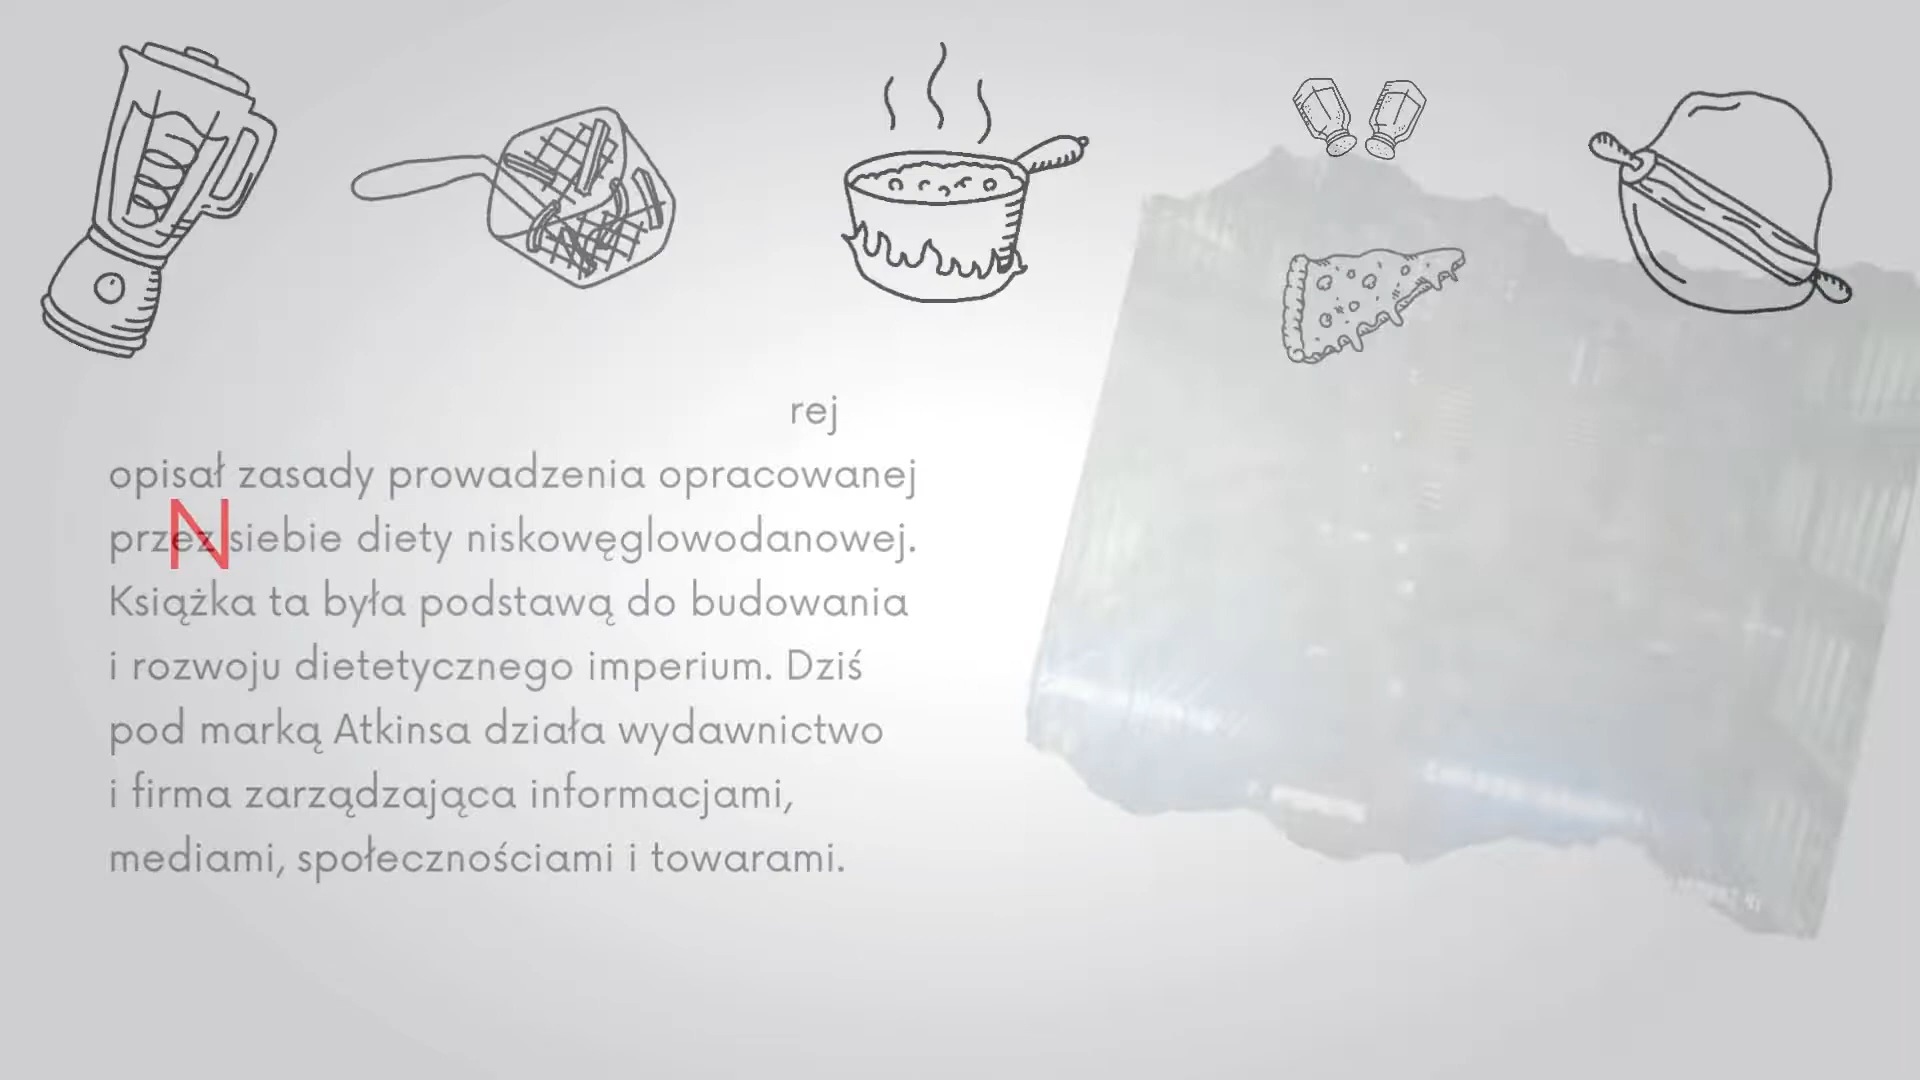 rej
opisał zasady prowadzenia opracowanej
przez siebie diety niskowęglowodanowej.
N
Książka ta była podstawą do budowania
i rozwoju dietetycznego imperium. Dziś
pod marką Atkinsa działa wydawnictwo
i firma zarządzająca informacjami,
mediami, społecznościami i towarami.